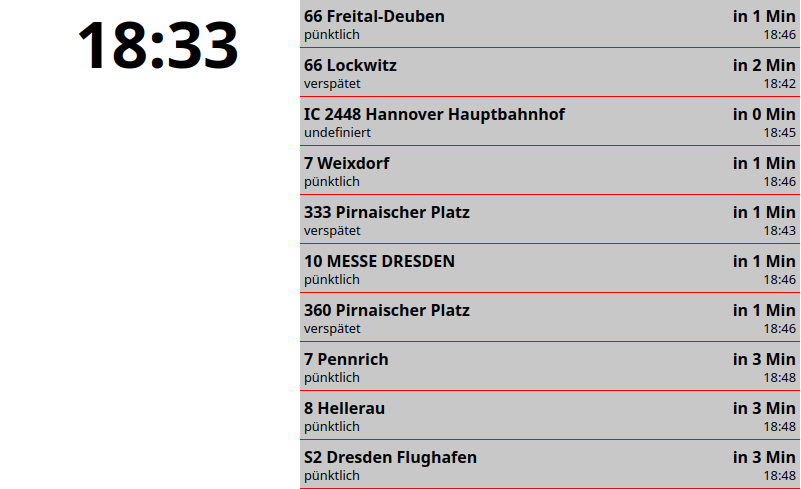 18:33
66 Freital-Deuben in 1 Min
pünktlich 18:46
66 Lockwitz in 2 Min
verspätet 18:42
IC 2448 Hannover Hauptbahnhof in 0 Min
undefiniert 18:45
7 Weixdorf in 1 Min
pünktlich 18:46
333 Pirnaischer Platz in 1 Min
verspätet 18:43
10 MESSE DRESDEN in 1 Min
pünktlich 18:46
360 Pirnaischer Platz in 1 Min
verspätet 18:46
7 Pennrich in 3 Min
pünktlich 18:48
8 Hellerau in 3 Min
pünktlich 18:48
S2 Dresden Flughafen in 3 Min
pünktlich 18:48